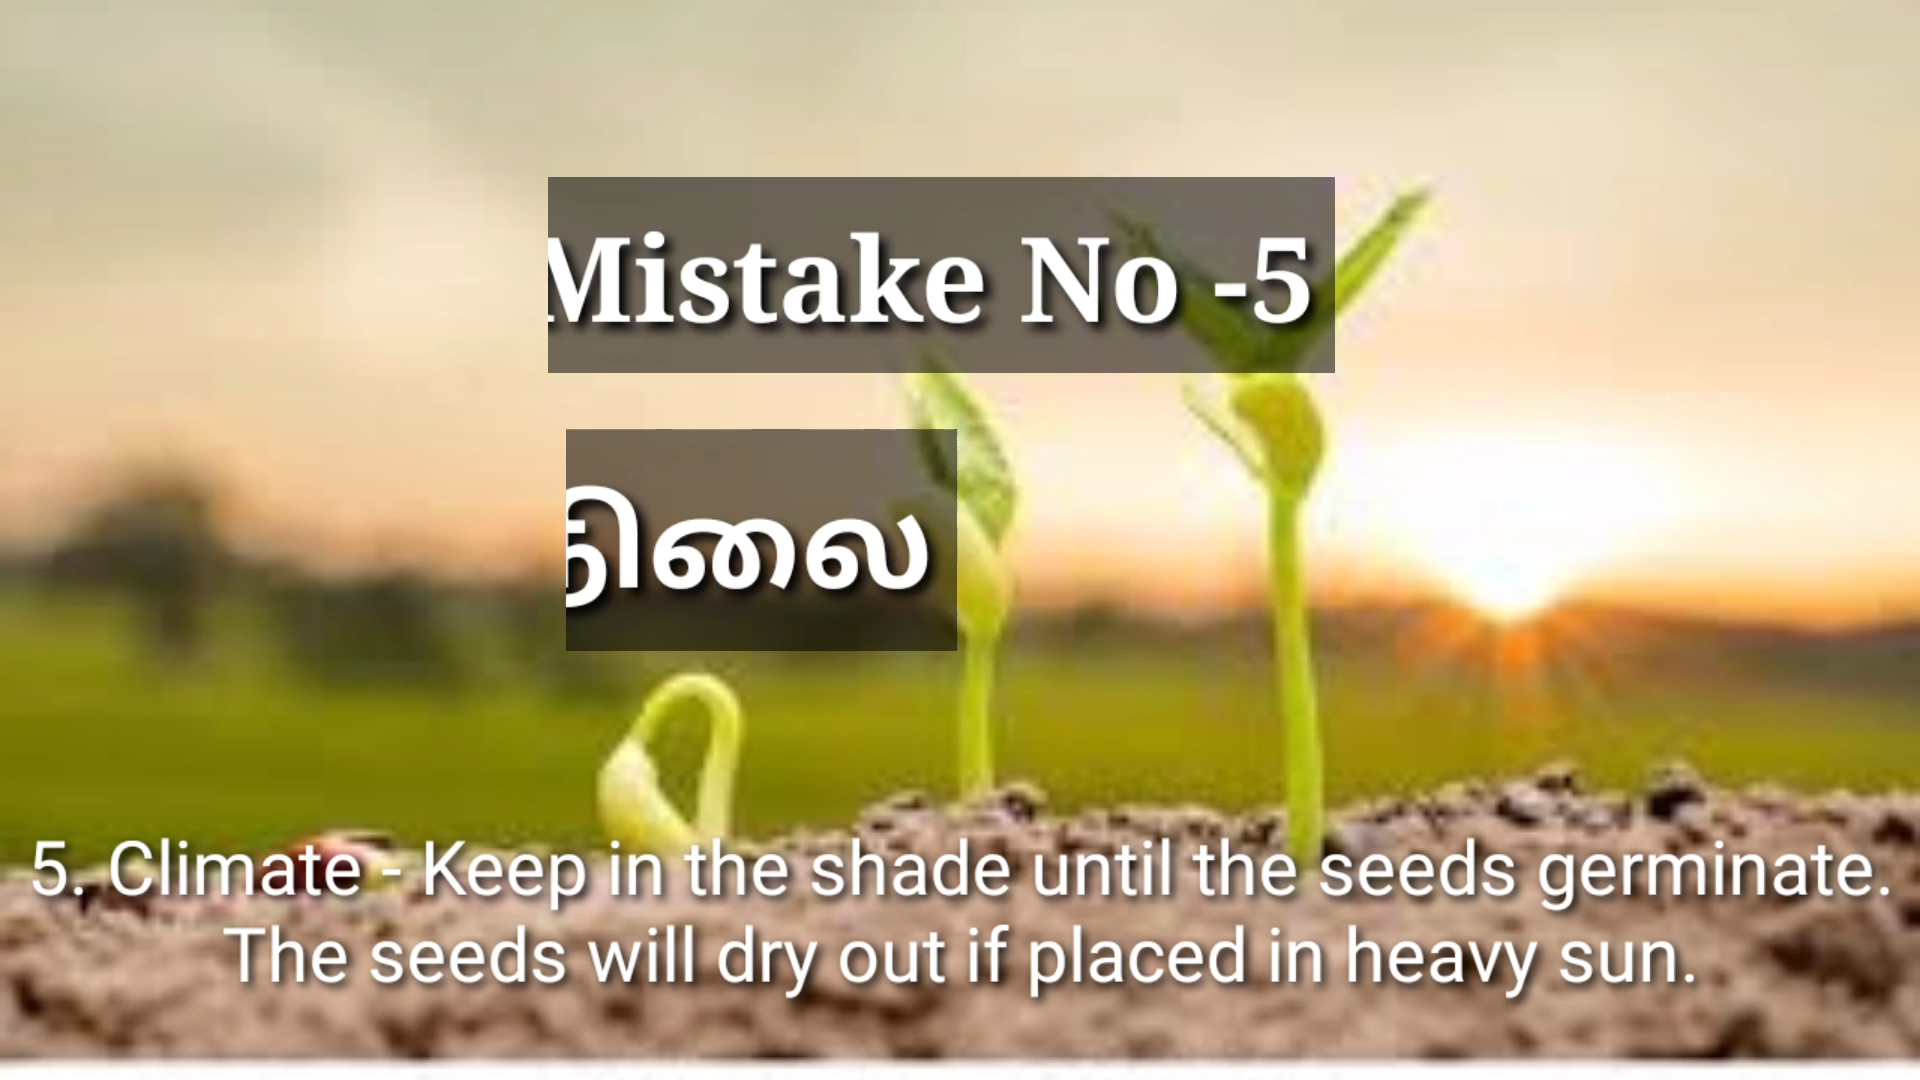 Mistake No -5
5. Climate - Keep in the shade until the seeds germinate.
The seeds will dry out if placed in heavy sun.